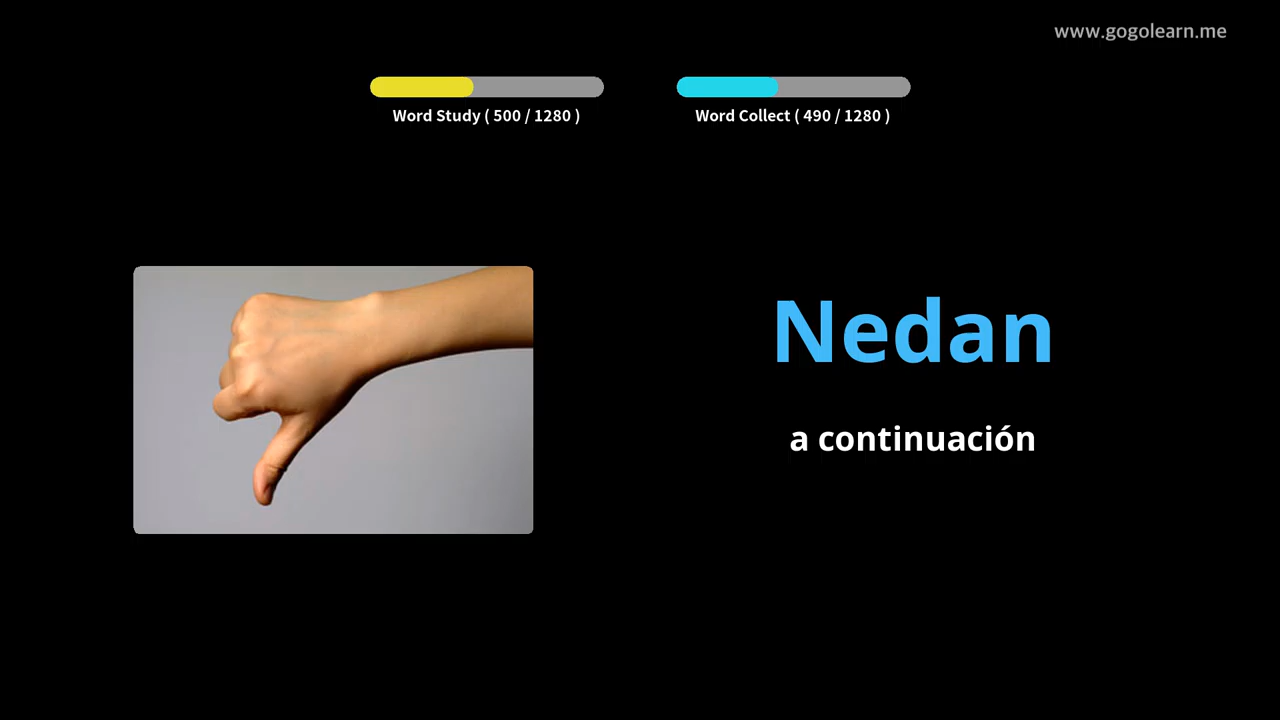 www.gogolearn.me
Word Study ( 500 / 1280 )
Word Collect ( 490 / 1280 )
Nedan
a continuación